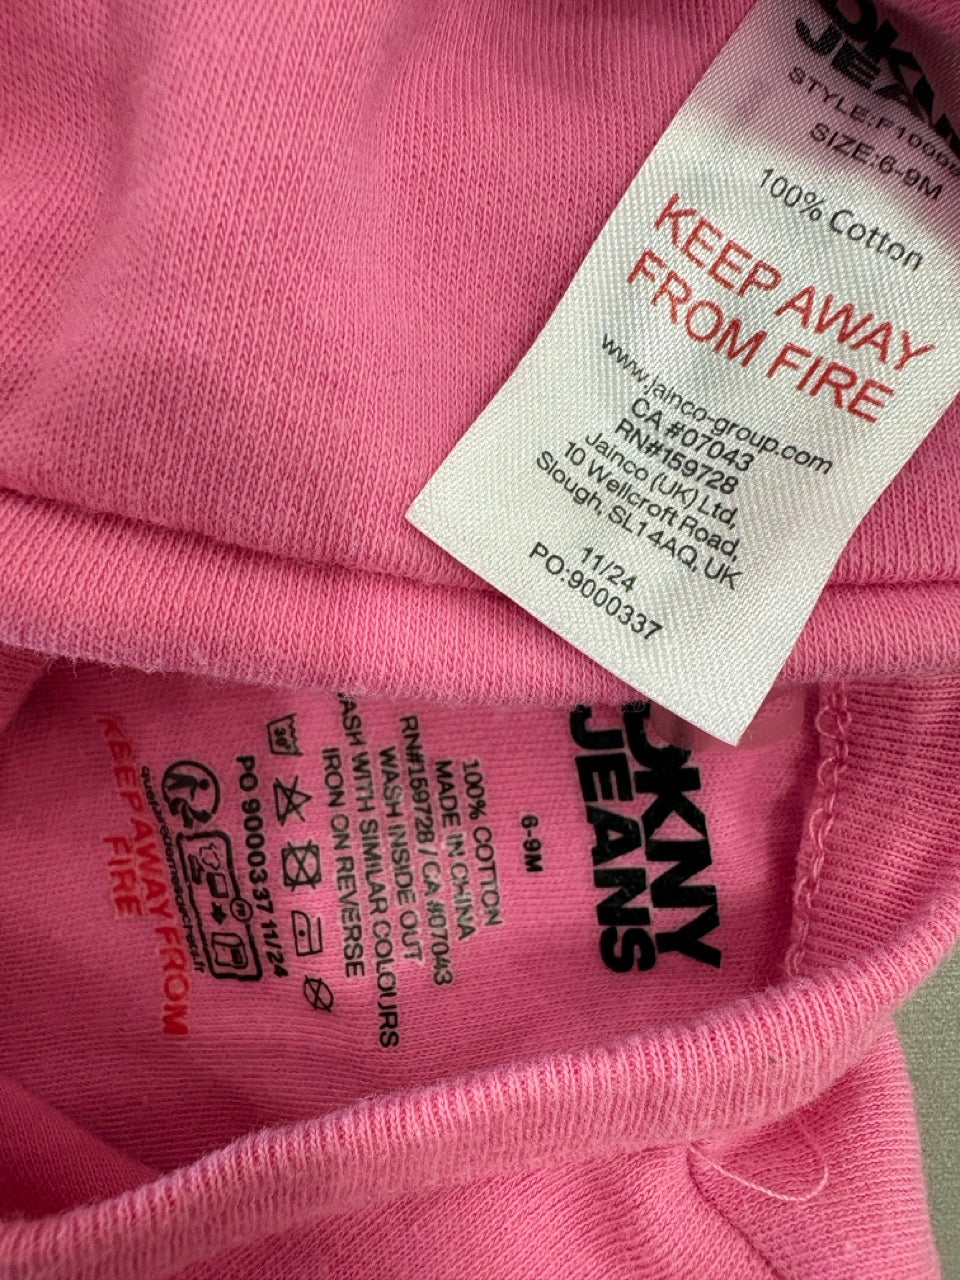 DKNY
JEANS
SIZE:6-9M
100% Cotton
KEEP AWAY
FROM FIRE
www.jainco-group.com
CA #07043
RN#159728
Jainco (UK) Ltd,
10 Wellcroft Road,
Slough, SL14AQ, UK
11/24
PO:9000337
DKNY
JEANS
6-9M
100% COTTON
MADE IN CHINA
RN#159728 / CA #07043
WASH INSIDE OUT
WASH WITH SIMILAR COLOURS
IRON ON REVERSE
30°
PO 9000337 11/24
KEEP AWAY FROM
FIRE